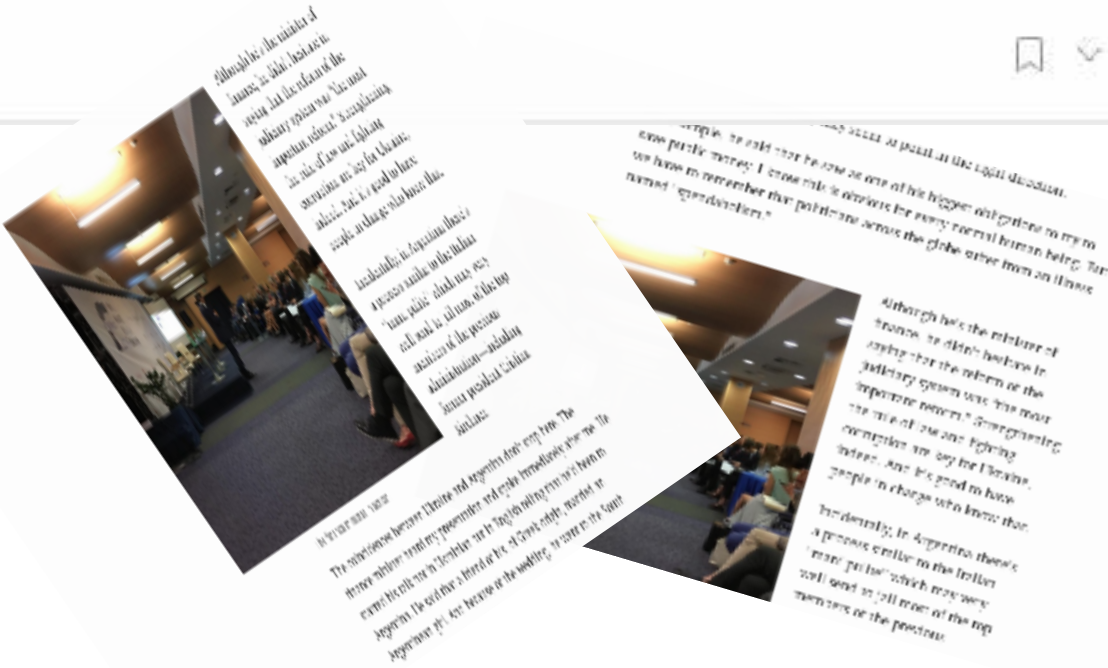 Although he's the minister of
finance, he didn't hesitate in
saying that the reform of the
judiciary system was "the most
important reform." Strengthening
the rule of law and fighting
corruption are key for Ukraine,
indeed. And it's good to have
people in charge who know that.
Incidentally, in Argentina there's
a process similar to the Italian
"mani pulite" which may very
well send to jail most of the top
members of the previous
administration—including
former president Cristina
Kirchner.
The coincidences between Ukraine and Argentina don't stop here. The
finance minister heard my presentation and spoke immediately after me. He
started his talk not in Ukrainian nor in English telling that he'd been to
Argentina. He said that a friend of his, of Greek origin, married an
Argentinean girl. And because of the wedding, he went to the South
seem to point in the right direction.
he said that he saw as one of his biggest obligations to try to
save public money. I know this is obvious for every normal human being. But
we have to remember that politicians across the globe suffer from an illness
named "spendaholism."
Although he's the minister of
finance, he didn't hesitate in
saying that the reform of the
judiciary system was "the most
important reform." Strengthening
the rule of law and fighting
corruption are key for Ukraine,
indeed. And it's good to have
people in charge who know that.
Incidentally, in Argentina there's
a process similar to the Italian
"mani pulite" which may very
well send to jail most of the top
members of the previous